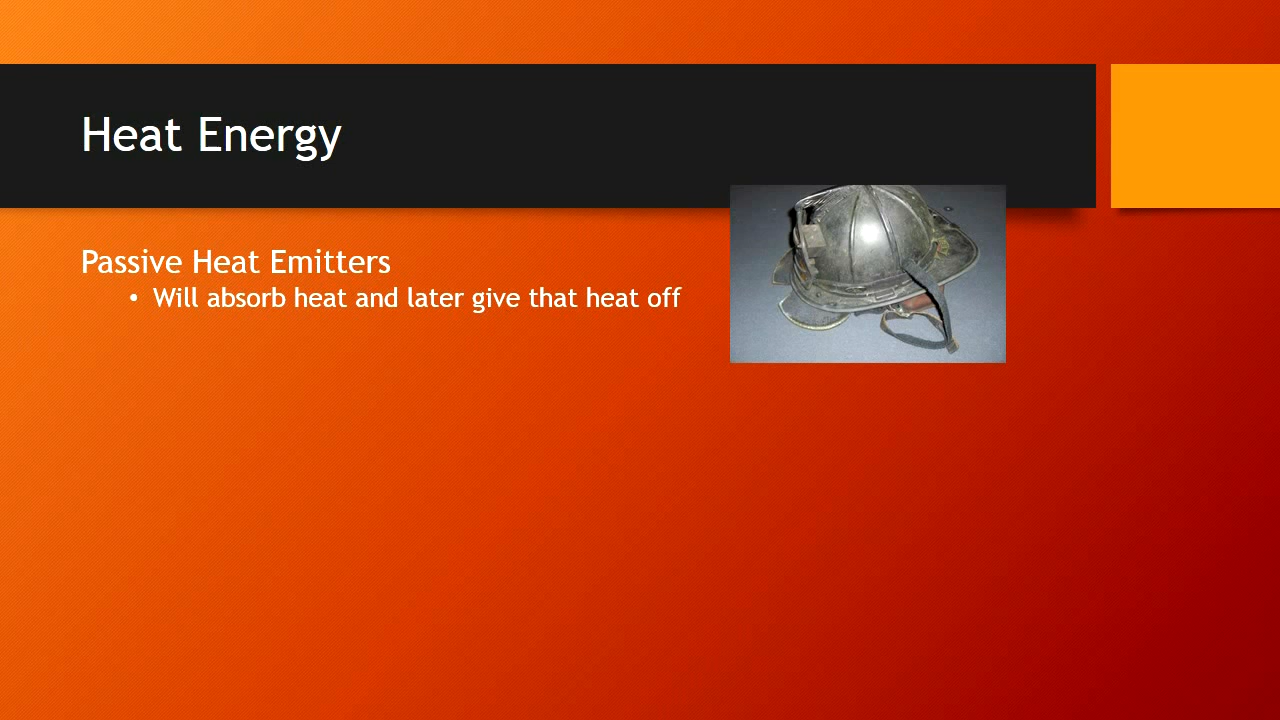 Heat Energy
Passive Heat Emitters
• Will absorb heat and later give that heat off